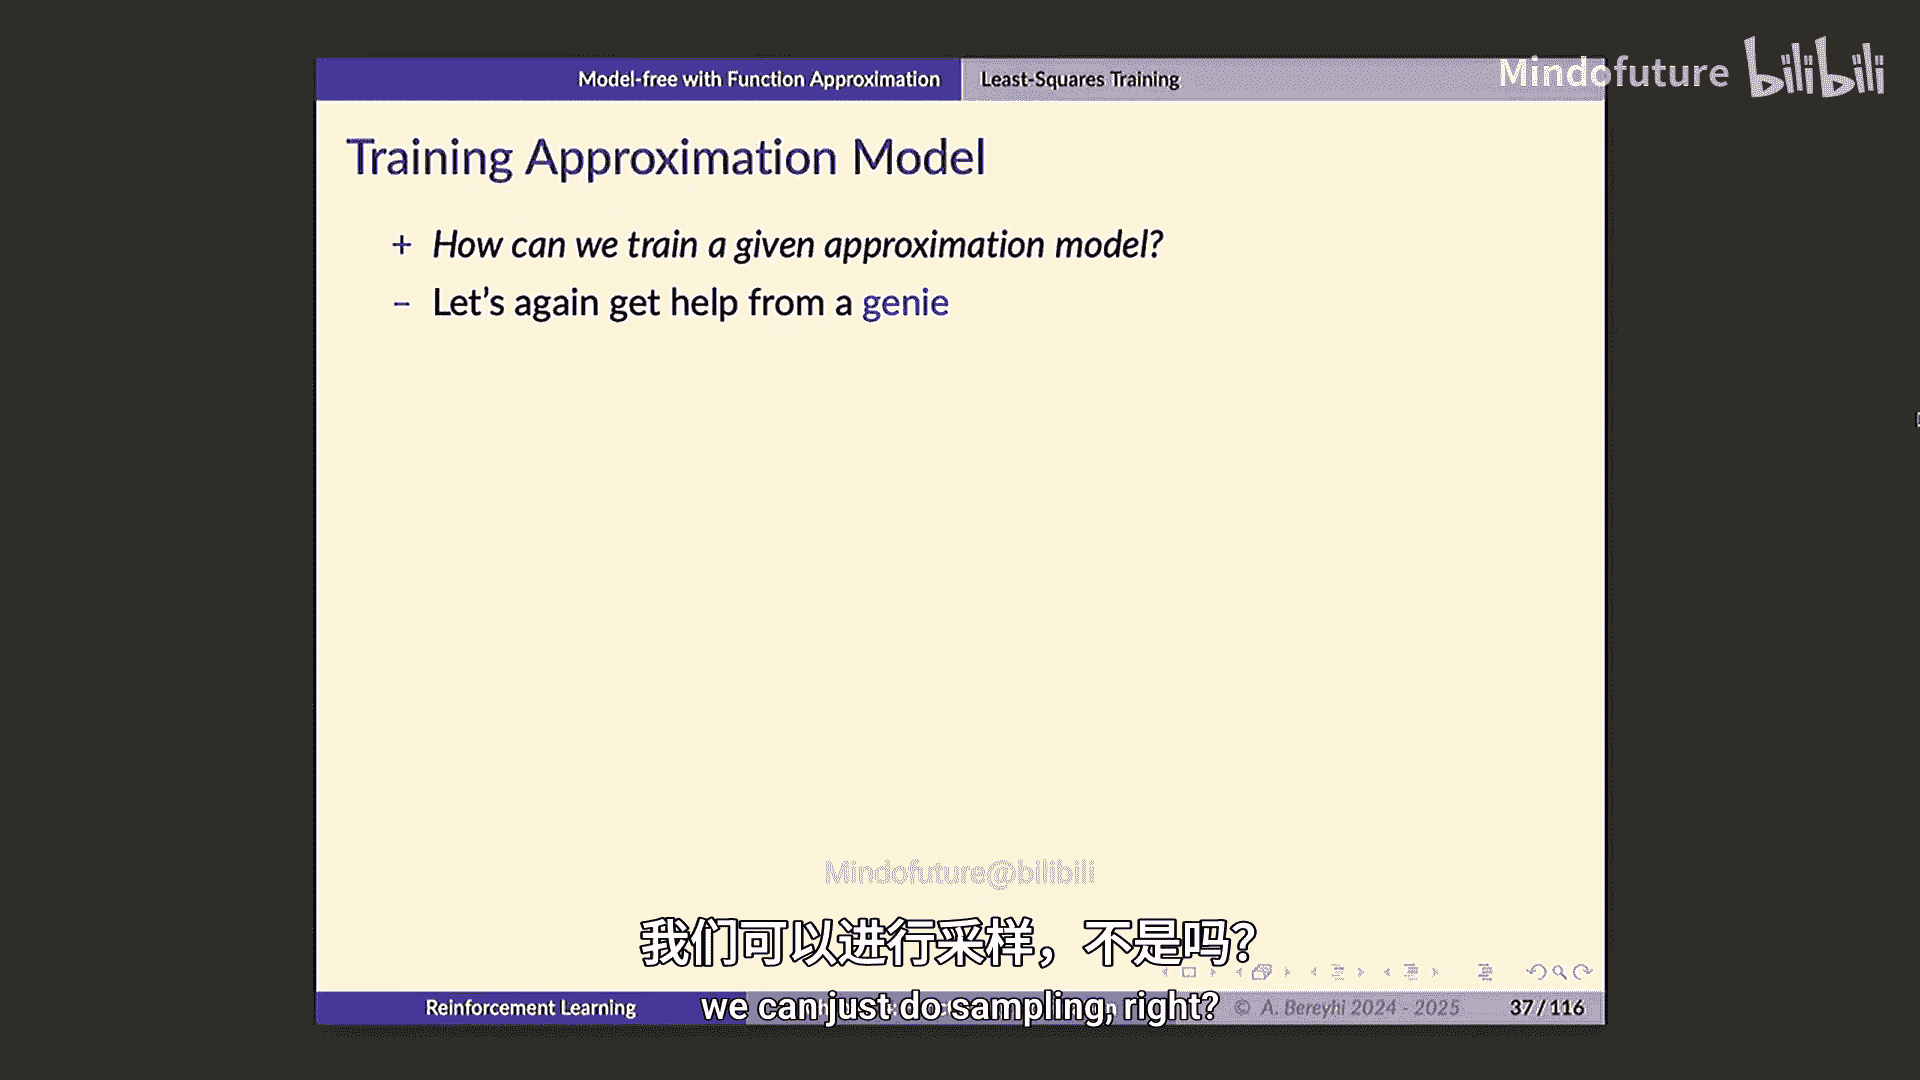 Model-free with Function Approximation
Least-Squares Training
Mindofuture bilibili
Training Approximation Model
+ How can we train a given approximation model?
– Let's again get help from a genie
Mindofuture@bilibili
我们可以进行采样，不是吗？
we can just do sampling, right?
Reinforcement Learning
© A. Bereyhi 2024 - 2025
37 / 116